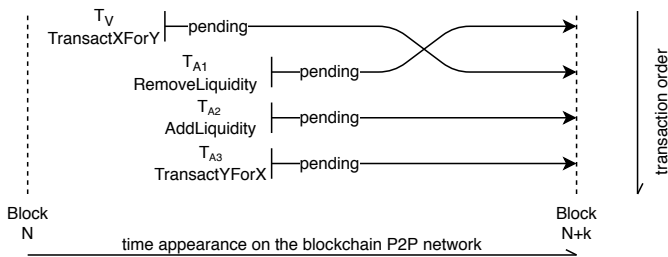 T_V
TransactXForY
pending
T_A1
RemoveLiquidity
pending
T_A2
AddLiquidity
pending
T_A3
TransactYForX
pending
transaction order
Block
N
Block
N+k
time appearance on the blockchain P2P network